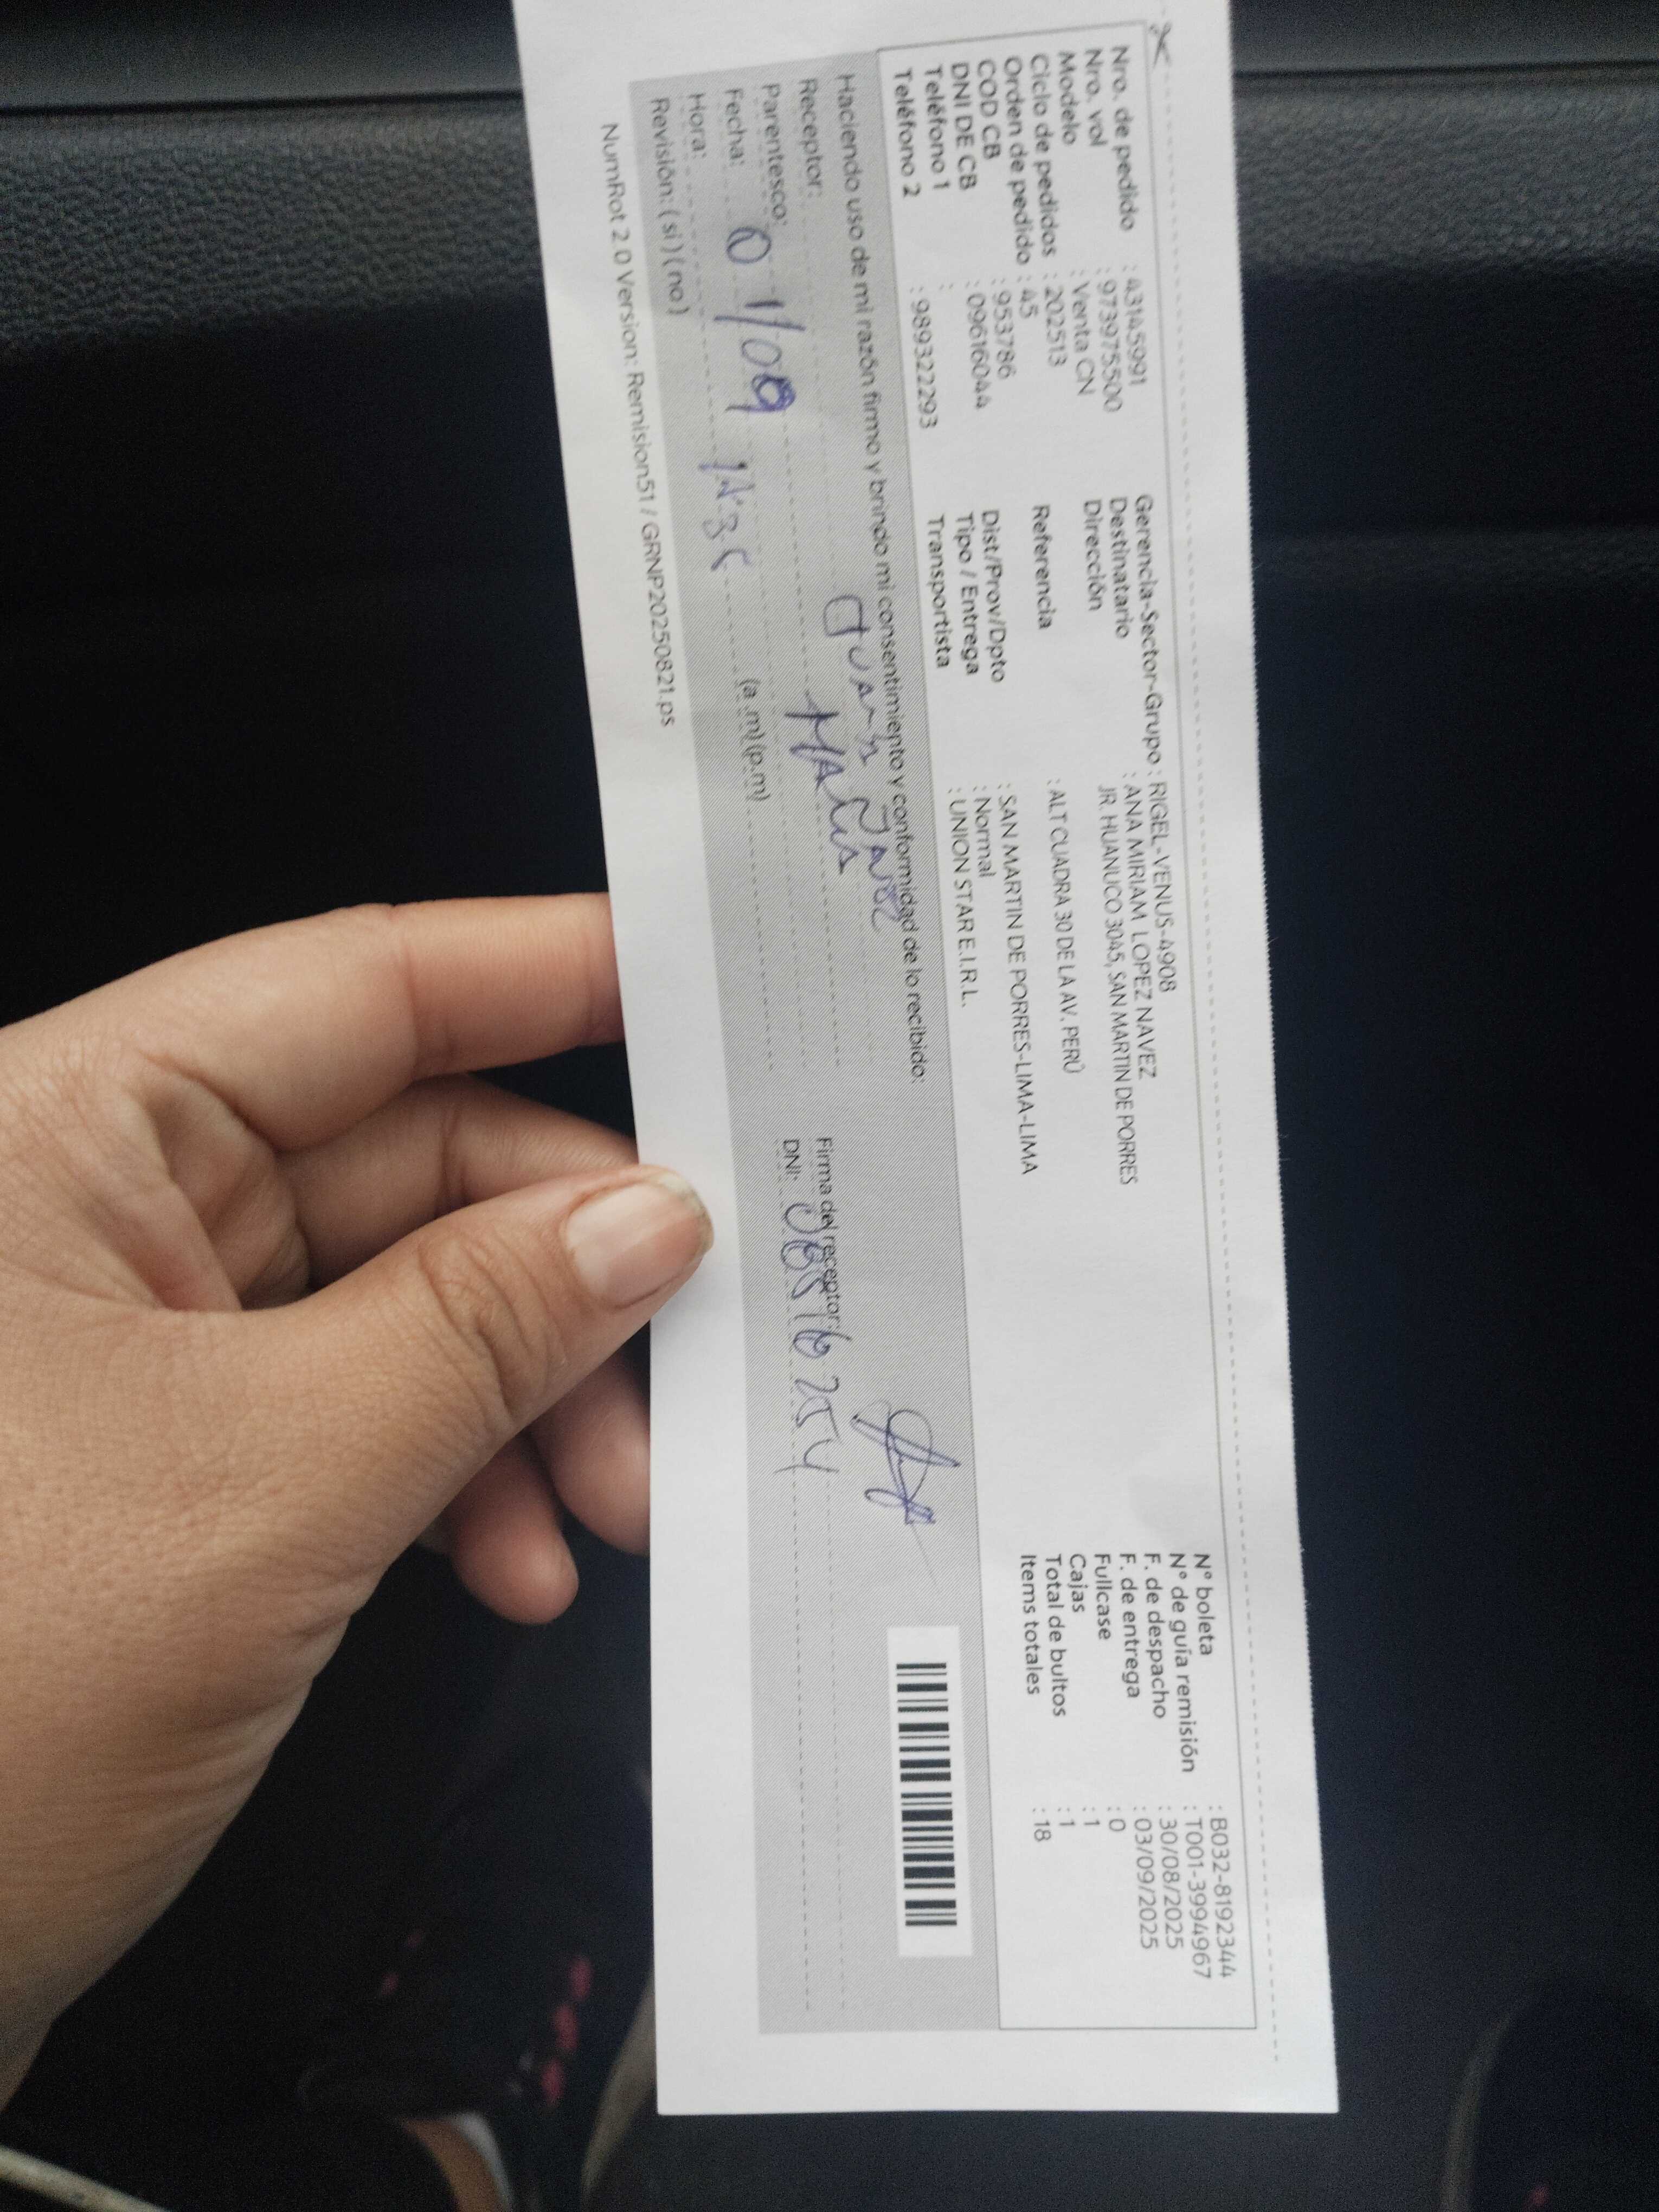 Nro. de pedido : 43145991
Nro. vol : 973975500
Modelo : Venta CN
Ciclo de pedidos : 202513
Orden de pedido : 45
COD CB : 953786
DNI DE CB : 09616044
Teléfono 1 :
Teléfono 2 : 989322293
Gerencia-Sector-Grupo : RIGEL-VENUS-4908
Destinatario : ANA MIRIAM LOPEZ NAVEZ
Dirección JR. HUANUCO 3045, SAN MARTIN DE PORRES
Referencia : ALT CUADRA 30 DE LA AV. PERÚ
Dist/Prov/Dpto : SAN MARTIN DE PORRES-LIMA-LIMA
Tipo / Entrega : Normal
Transportista : UNION STAR E.I.R.L.
N° boleta : B032-8192344
N° de guía remisión : T001-3994967
F. de despacho : 30/08/2025
F. de entrega : 03/09/2025
Fullcase : 0
Cajas : 1
Total de bultos : 1
Items totales : 18
Haciendo uso de mi razón firmo y brindo mi consentimiento y conformidad de lo recibido:
Receptor:
Parentesco:
Fecha: 01/09
Hora: (a.m) (p.m)
Revisión: ( si ) ( no )
Firma del receptor:
DNI:
NumRot 2.0 Version: Remision51 / GRNP20250821.ps